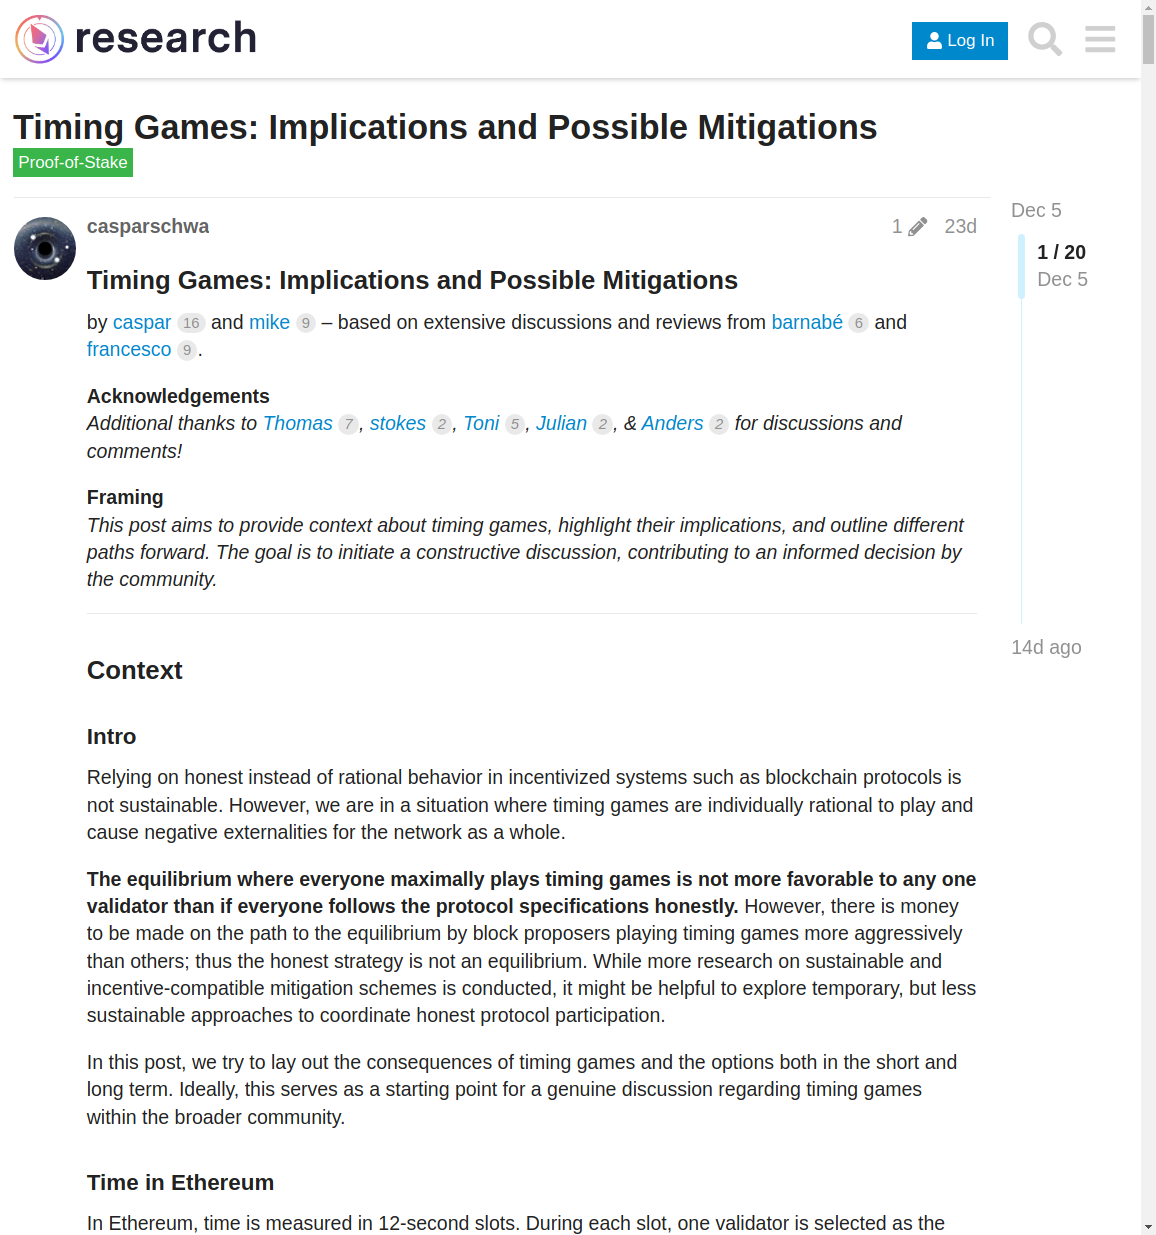 research
Log In
Timing Games: Implications and Possible Mitigations
Proof-of-Stake
casparschwa
1
23d
Dec 5
1 / 20
Dec 5
14d ago
Timing Games: Implications and Possible Mitigations
by caspar 16 and mike 9 – based on extensive discussions and reviews from barnabé 6 and
francesco 9.
Acknowledgements
Additional thanks to Thomas 7, stokes 2, Toni 5, Julian 2, & Anders 2 for discussions and
comments!
Framing
This post aims to provide context about timing games, highlight their implications, and outline different
paths forward. The goal is to initiate a constructive discussion, contributing to an informed decision by
the community.
Context
Intro
Relying on honest instead of rational behavior in incentivized systems such as blockchain protocols is
not sustainable. However, we are in a situation where timing games are individually rational to play and
cause negative externalities for the network as a whole.
The equilibrium where everyone maximally plays timing games is not more favorable to any one
validator than if everyone follows the protocol specifications honestly. However, there is money
to be made on the path to the equilibrium by block proposers playing timing games more aggressively
than others; thus the honest strategy is not an equilibrium. While more research on sustainable and
incentive-compatible mitigation schemes is conducted, it might be helpful to explore temporary, but less
sustainable approaches to coordinate honest protocol participation.
In this post, we try to lay out the consequences of timing games and the options both in the short and
long term. Ideally, this serves as a starting point for a genuine discussion regarding timing games
within the broader community.
Time in Ethereum
In Ethereum, time is measured in 12-second slots. During each slot, one validator is selected as the